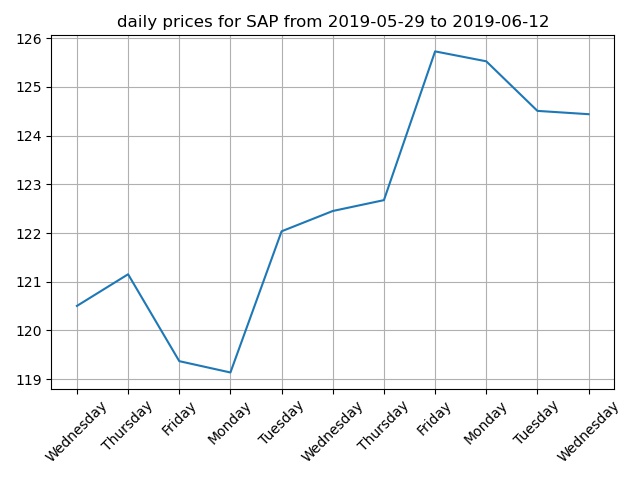 daily prices for SAP from 2019-05-29 to 2019-06-12
126
125
124
123
122
121
120
119
Wednesday
Thursday
Friday
Monday
Tuesday
Wednesday
Thursday
Friday
Monday
Tuesday
Wednesday